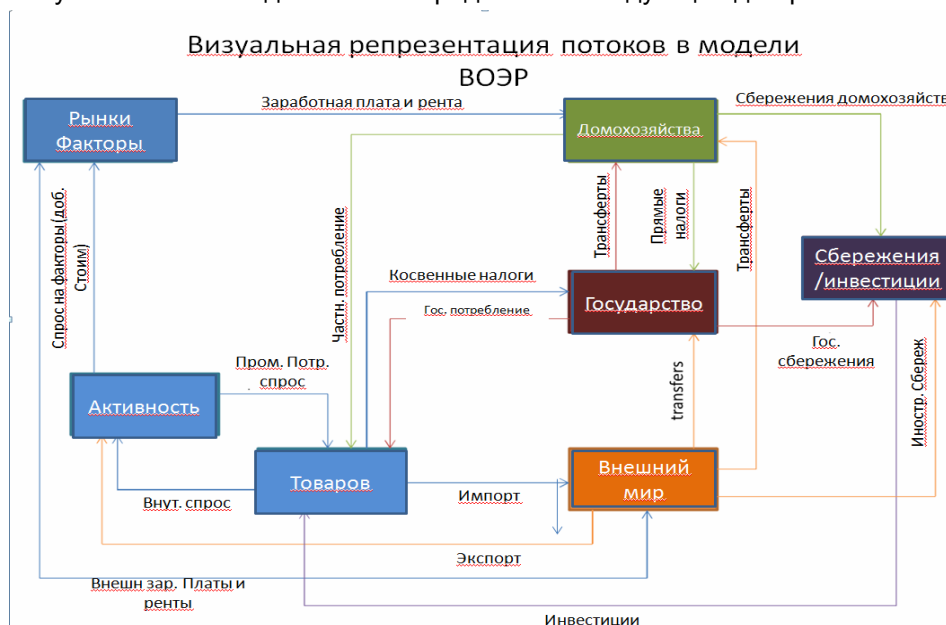 Визуальная репрезентация потоков в модели
ВОЭР
Заработная плата и рента
Сбережения домохозяйств
Рынки
Факторы
Домохозяйства
Спрос на факторы (доб.
Стоим)
Частн. потребление
Трансферты
Прямые
налоги
Трансферты
Сбережения
/инвестиции
Косвенные налоги
Государство
Гос. потребление
Гос.
сбережения
Пром. Потр.
спрос
transfers
Иностр. Сбереж
Активность
Товаров
Внешний
мир
Импорт
Внут. спрос
Экспорт
Внешн зар. Платы и
ренты
Инвестиции